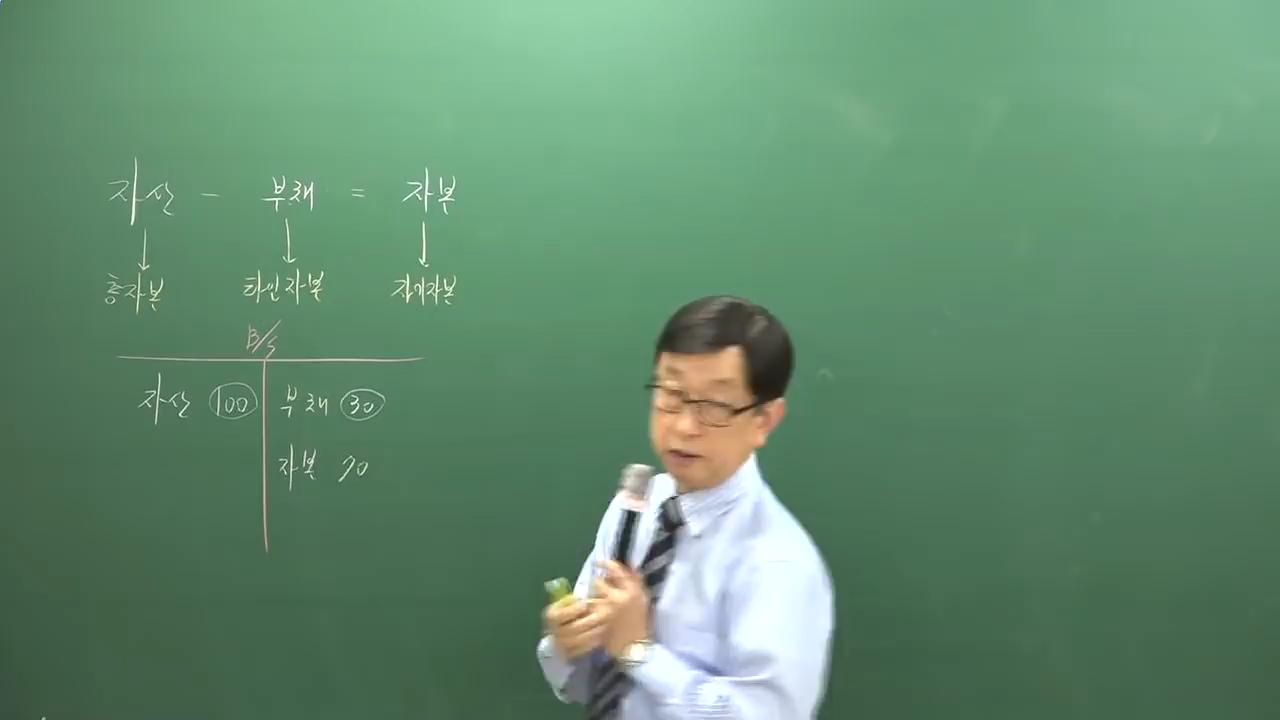 자산 - 부채 = 자본
↓ ↓ ↓
총자본 타인자본 자기자본
B/S
자산 100 부채 30
자본 70